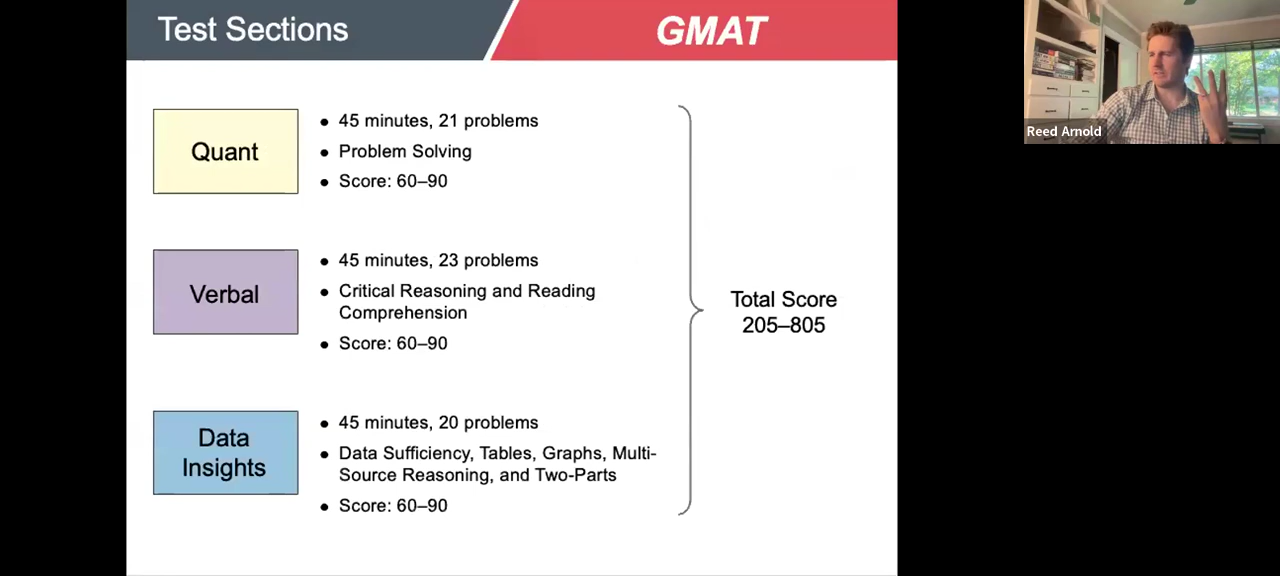 Test Sections
GMAT
Quant
• 45 minutes, 21 problems
• Problem Solving
• Score: 60–90
Verbal
• 45 minutes, 23 problems
• Critical Reasoning and Reading
Comprehension
• Score: 60–90
Data
Insights
• 45 minutes, 20 problems
• Data Sufficiency, Tables, Graphs, Multi-
Source Reasoning, and Two-Parts
• Score: 60–90
Total Score
205–805
Reed Arnold